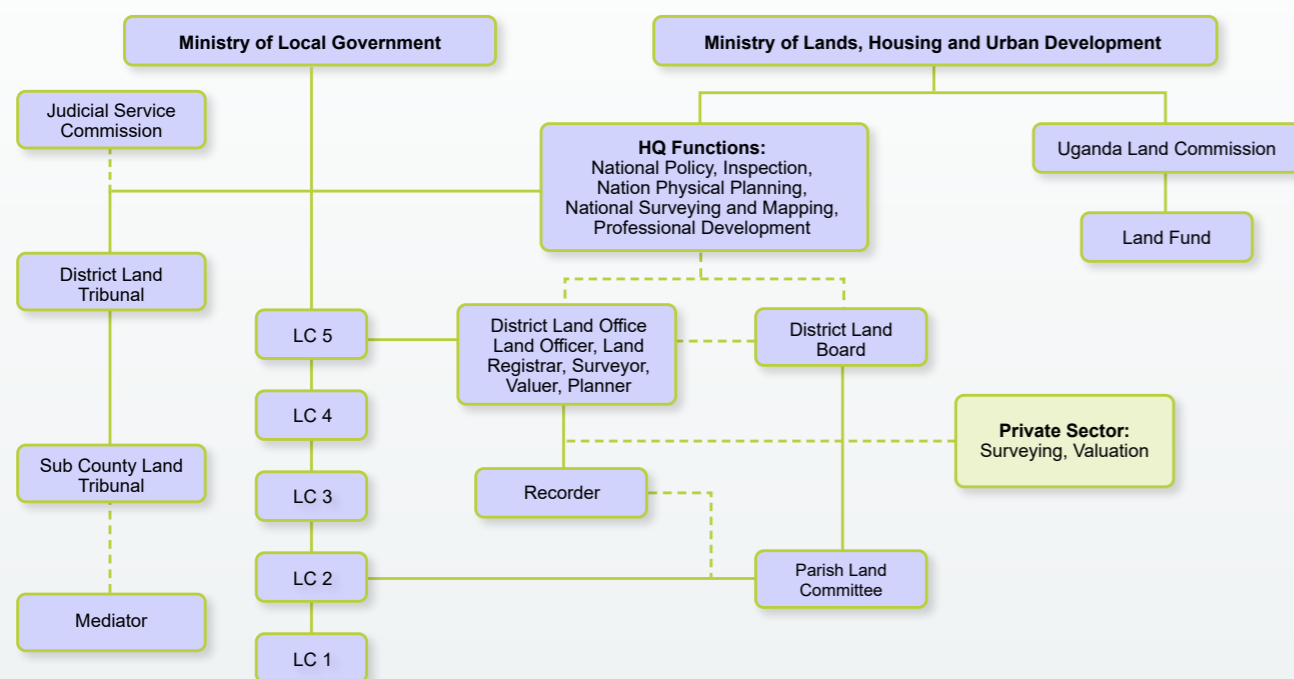 Ministry of Local Government
Ministry of Lands, Housing and Urban Development
Judicial Service
Commission
HQ Functions:
National Policy, Inspection,
Nation Physical Planning,
National Surveying and Mapping,
Professional Development
Uganda Land Commission
Land Fund
District Land
Tribunal
LC 5
District Land Office
Land Officer, Land
Registrar, Surveyor,
Valuer, Planner
District Land
Board
LC 4
Private Sector:
Surveying, Valuation
Sub County Land
Tribunal
LC 3
Recorder
LC 2
Parish Land
Committee
Mediator
LC 1